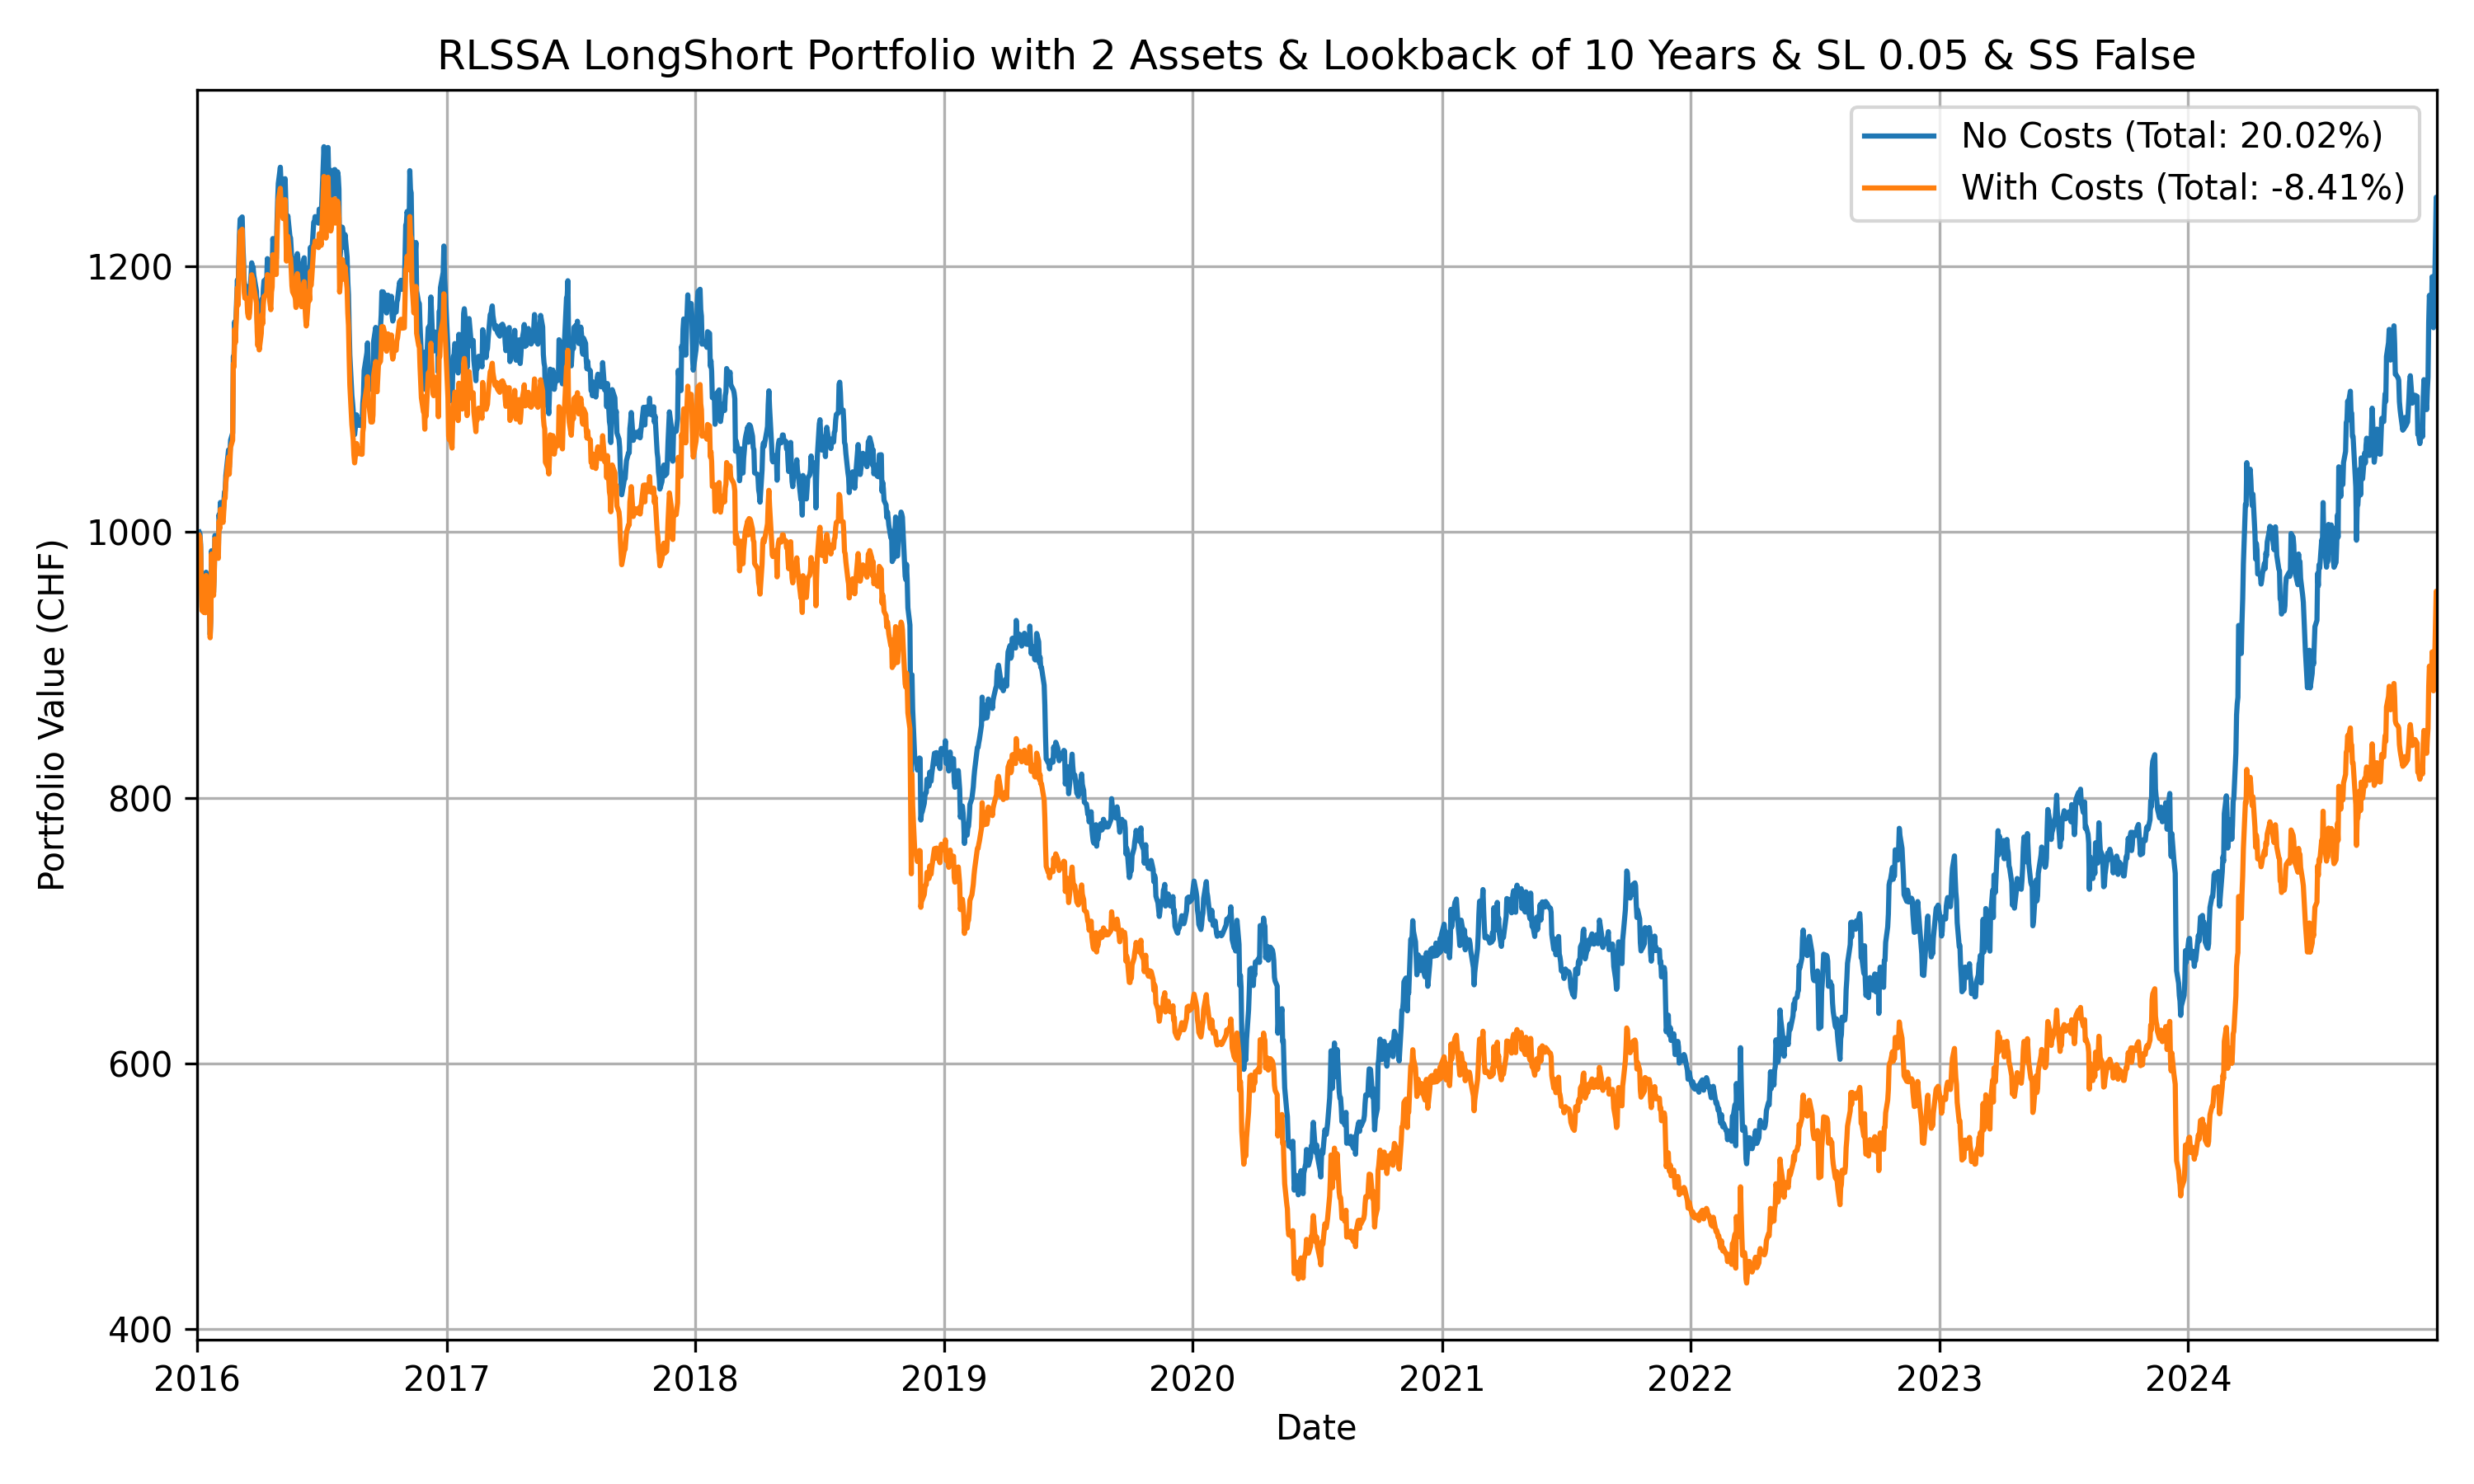 RLSSA LongShort Portfolio with 2 Assets & Lookback of 10 Years & SL 0.05 & SS False
No Costs (Total: 20.02%)
With Costs (Total: -8.41%)
Portfolio Value (CHF)
1200
1000
800
600
400
2016
2017
2018
2019
2020
2021
2022
2023
2024
Date